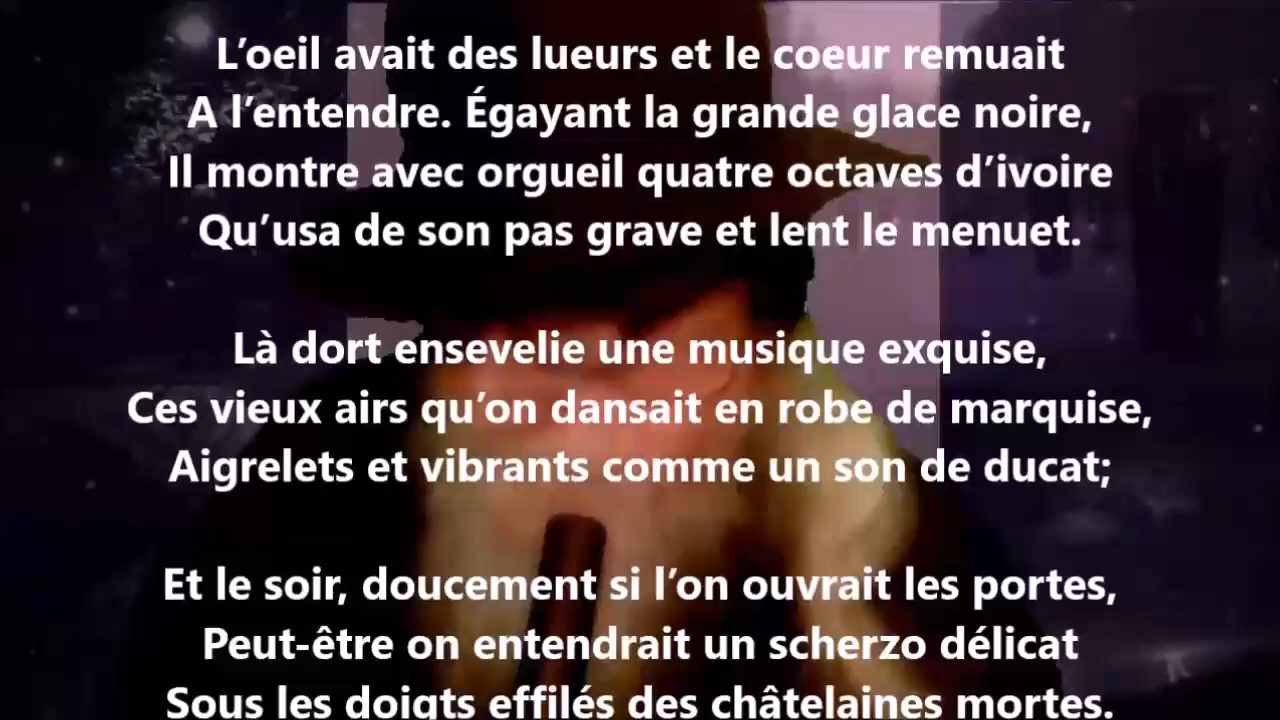 L’oeil avait des lueurs et le coeur remuait
A l’entendre. Égayant la grande glace noire,
Il montre avec orgueil quatre octaves d’ivoire
Qu’usa de son pas grave et lent le menuet.
Là dort ensevelie une musique exquise,
Ces vieux airs qu’on dansait en robe de marquise,
Aigrelets et vibrants comme un son de ducat;
Et le soir, doucement si l’on ouvrait les portes,
Peut-être on entendrait un scherzo délicat
Sous les doigts effilés des châtelaines mortes.